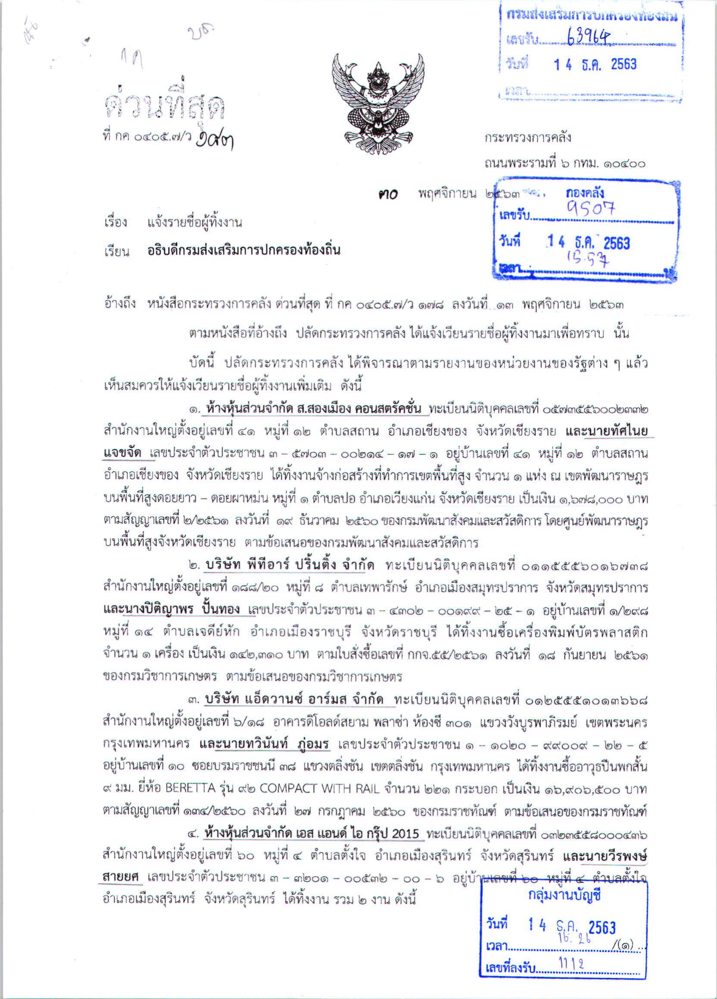 กรมส่งเสริมการปกครองท้องถิ่น
เลขรับ 63964
วันที่ 14 ธ.ค. 2563
เวลา
ด่วนที่สุด
ที่ กค ๐๔๐๕.๗/ว ๑๘๓
กระทรวงการคลัง
ถนนพระรามที่ ๖ กทม. ๑๐๔๐๐
๓๐ พฤศจิกายน ๒๕๖๓
กองคลัง
เลขรับ 9507
วันที่ 14 ธ.ค. 2563
เวลา 15.57
เรื่อง แจ้งรายชื่อผู้ทิ้งงาน
เรียน อธิบดีกรมส่งเสริมการปกครองท้องถิ่น
อ้างถึง หนังสือกระทรวงการคลัง ด่วนที่สุด ที่ กค ๐๔๐๕.๗/ว ๑๗๘ ลงวันที่ ๑๓ พฤศจิกายน ๒๕๖๓
ตามหนังสือที่อ้างถึง ปลัดกระทรวงการคลัง ได้แจ้งเวียนรายชื่อผู้ทิ้งงานมาเพื่อทราบ นั้น
บัดนี้ ปลัดกระทรวงการคลัง ได้พิจารณาตามรายงานของหน่วยงานของรัฐต่าง ๆ แล้ว
เห็นสมควรให้แจ้งเวียนรายชื่อผู้ทิ้งงานเพิ่มเติม ดังนี้
๑. ห้างหุ้นส่วนจำกัด ส.สองเมือง คอนสตรัคชั่น ทะเบียนนิติบุคคลเลขที่ ๐๕๗๓๕๕๖๐๐๒๓๓๒
สำนักงานใหญ่ตั้งอยู่เลขที่ ๔๑ หมู่ที่ ๑๒ ตำบลสถาน อำเภอเชียงของ จังหวัดเชียงราย และนายทัศไนย
แจขจัด เลขประจำตัวประชาชน ๓ – ๕๗๐๓ – ๐๐๒๑๔ – ๑๗ – ๑ อยู่บ้านเลขที่ ๔๑ หมู่ที่ ๑๒ ตำบลสถาน
อำเภอเชียงของ จังหวัดเชียงราย ได้ทิ้งงานจ้างก่อสร้างที่ทำการเขตพื้นที่สูง จำนวน ๑ แห่ง ณ เขตพัฒนาราษฎร
บนพื้นที่สูงดอยยาว – ดอยผาหม่น หมู่ที่ ๑ ตำบลปอ อำเภอเวียงแก่น จังหวัดเชียงราย เป็นเงิน ๑,๖๗๘,๐๐๐ บาท
ตามสัญญาเลขที่ ๒/๒๕๖๑ ลงวันที่ ๑๙ ธันวาคม ๒๕๖๐ ของกรมพัฒนาสังคมและสวัสดิการ โดยศูนย์พัฒนาราษฎร
บนพื้นที่สูงจังหวัดเชียงราย ตามข้อเสนอของกรมพัฒนาสังคมและสวัสดิการ
๒. บริษัท พีทีอาร์ ปริ้นติ้ง จำกัด ทะเบียนนิติบุคคลเลขที่ ๐๑๑๕๕๕๖๐๑๖๗๓๘
สำนักงานใหญ่ตั้งอยู่เลขที่ ๑๘๘/๒๐ หมู่ที่ ๘ ตำบลเทพารักษ์ อำเภอเมืองสมุทรปราการ จังหวัดสมุทรปราการ
และนางปิติญาพร ปั้นทอง เลขประจำตัวประชาชน ๓ – ๔๓๐๒ – ๐๐๑๙๙ – ๒๕ – ๑ อยู่บ้านเลขที่ ๑/๒๙๘
หมู่ที่ ๑๔ ตำบลเจดีย์หัก อำเภอเมืองราชบุรี จังหวัดราชบุรี ได้ทิ้งงานซื้อเครื่องพิมพ์บัตรพลาสติก
จำนวน ๑ เครื่อง เป็นเงิน ๑๔๒,๓๑๐ บาท ตามใบสั่งซื้อเลขที่ กกจ.๕๕/๒๕๖๑ ลงวันที่ ๑๘ กันยายน ๒๕๖๑
ของกรมวิชาการเกษตร ตามข้อเสนอของกรมวิชาการเกษตร
๓. บริษัท แอ็ดวานซ์ อาร์มส จำกัด ทะเบียนนิติบุคคลเลขที่ ๐๑๒๕๕๕๑๐๑๓๖๖๘
สำนักงานใหญ่ตั้งอยู่เลขที่ ๖/๑๘ อาคารดิโอลด์สยาม พลาซ่า ห้องซี ๓๐๑ แขวงวังบูรพาภิรมย์ เขตพระนคร
กรุงเทพมหานคร และนายทวินันท์ ภู่อมร เลขประจำตัวประชาชน ๑ – ๑๐๒๐ – ๙๙๐๐๙ – ๒๒ – ๕
อยู่บ้านเลขที่ ๑๐ ซอยบรมราชชนนี ๓๘ แขวงตลิ่งชัน เขตตลิ่งชัน กรุงเทพมหานคร ได้ทิ้งงานซื้ออาวุธปืนพกสั้น
๙ มม. ยี่ห้อ BERETTA รุ่น ๙๒ COMPACT WITH RAIL จำนวน ๒๒๑ กระบอก เป็นเงิน ๑๖,๙๐๖,๕๐๐ บาท
ตามสัญญาเลขที่ ๑๓๔/๒๕๖๐ ลงวันที่ ๒๗ กรกฎาคม ๒๕๖๐ ของกรมราชทัณฑ์ ตามข้อเสนอของกรมราชทัณฑ์
๔. ห้างหุ้นส่วนจำกัด เอส แอนด์ ไอ กรุ๊ป 2015 ทะเบียนนิติบุคคลเลขที่ ๐๓๒๓๕๕๘๐๐๐๔๓๖
สำนักงานใหญ่ตั้งอยู่เลขที่ ๖๐ หมู่ที่ ๔ ตำบลตั้งใจ อำเภอเมืองสุรินทร์ จังหวัดสุรินทร์ และนายวีรพงษ์
สายยศ เลขประจำตัวประชาชน ๓ – ๓๒๐๑ – ๐๐๕๓๒ – ๐๐ – ๖ อยู่บ้านเลขที่ ๖๐ หมู่ที่ ๔ ตำบลตั้งใจ
อำเภอเมืองสุรินทร์ จังหวัดสุรินทร์ ได้ทิ้งงาน รวม ๒ งาน ดังนี้
กลุ่มงานบัญชี
วันที่ 14 ธ.ค. 2563
เวลา 16.26
/(๑) ...
เลขที่ลงรับ 1112